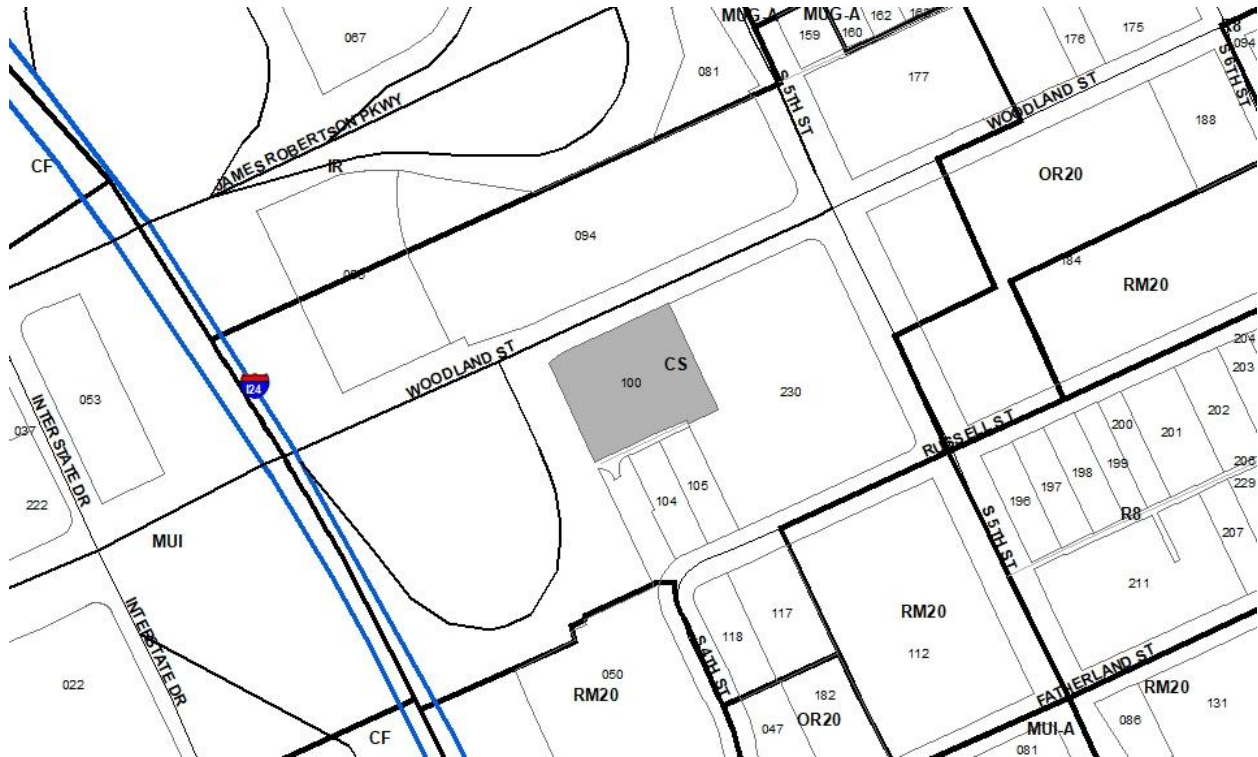 MUG-A
MUG-A
162
163
159
160
R8
067
176
175
094
081
177
S 5TH ST
S 6TH ST
JAMES ROBERTSON PKWY
WOODLAND ST
188
CF
IR
OR20
094
184
RM20
204
203
WOODLAND ST
CS
I24
100
230
202
053
INTERSTATE DR
037
200
201
RUSSELL ST
199
198
197
196
206
229
222
104
105
R8
207
MUI
S 5TH ST
211
INTERSTATE DR
118
117
RM20
112
S 4TH ST
022
050
RM20
182
OR20
047
FATHERLAND ST
RM20
131
086
MUI-A
081
CF